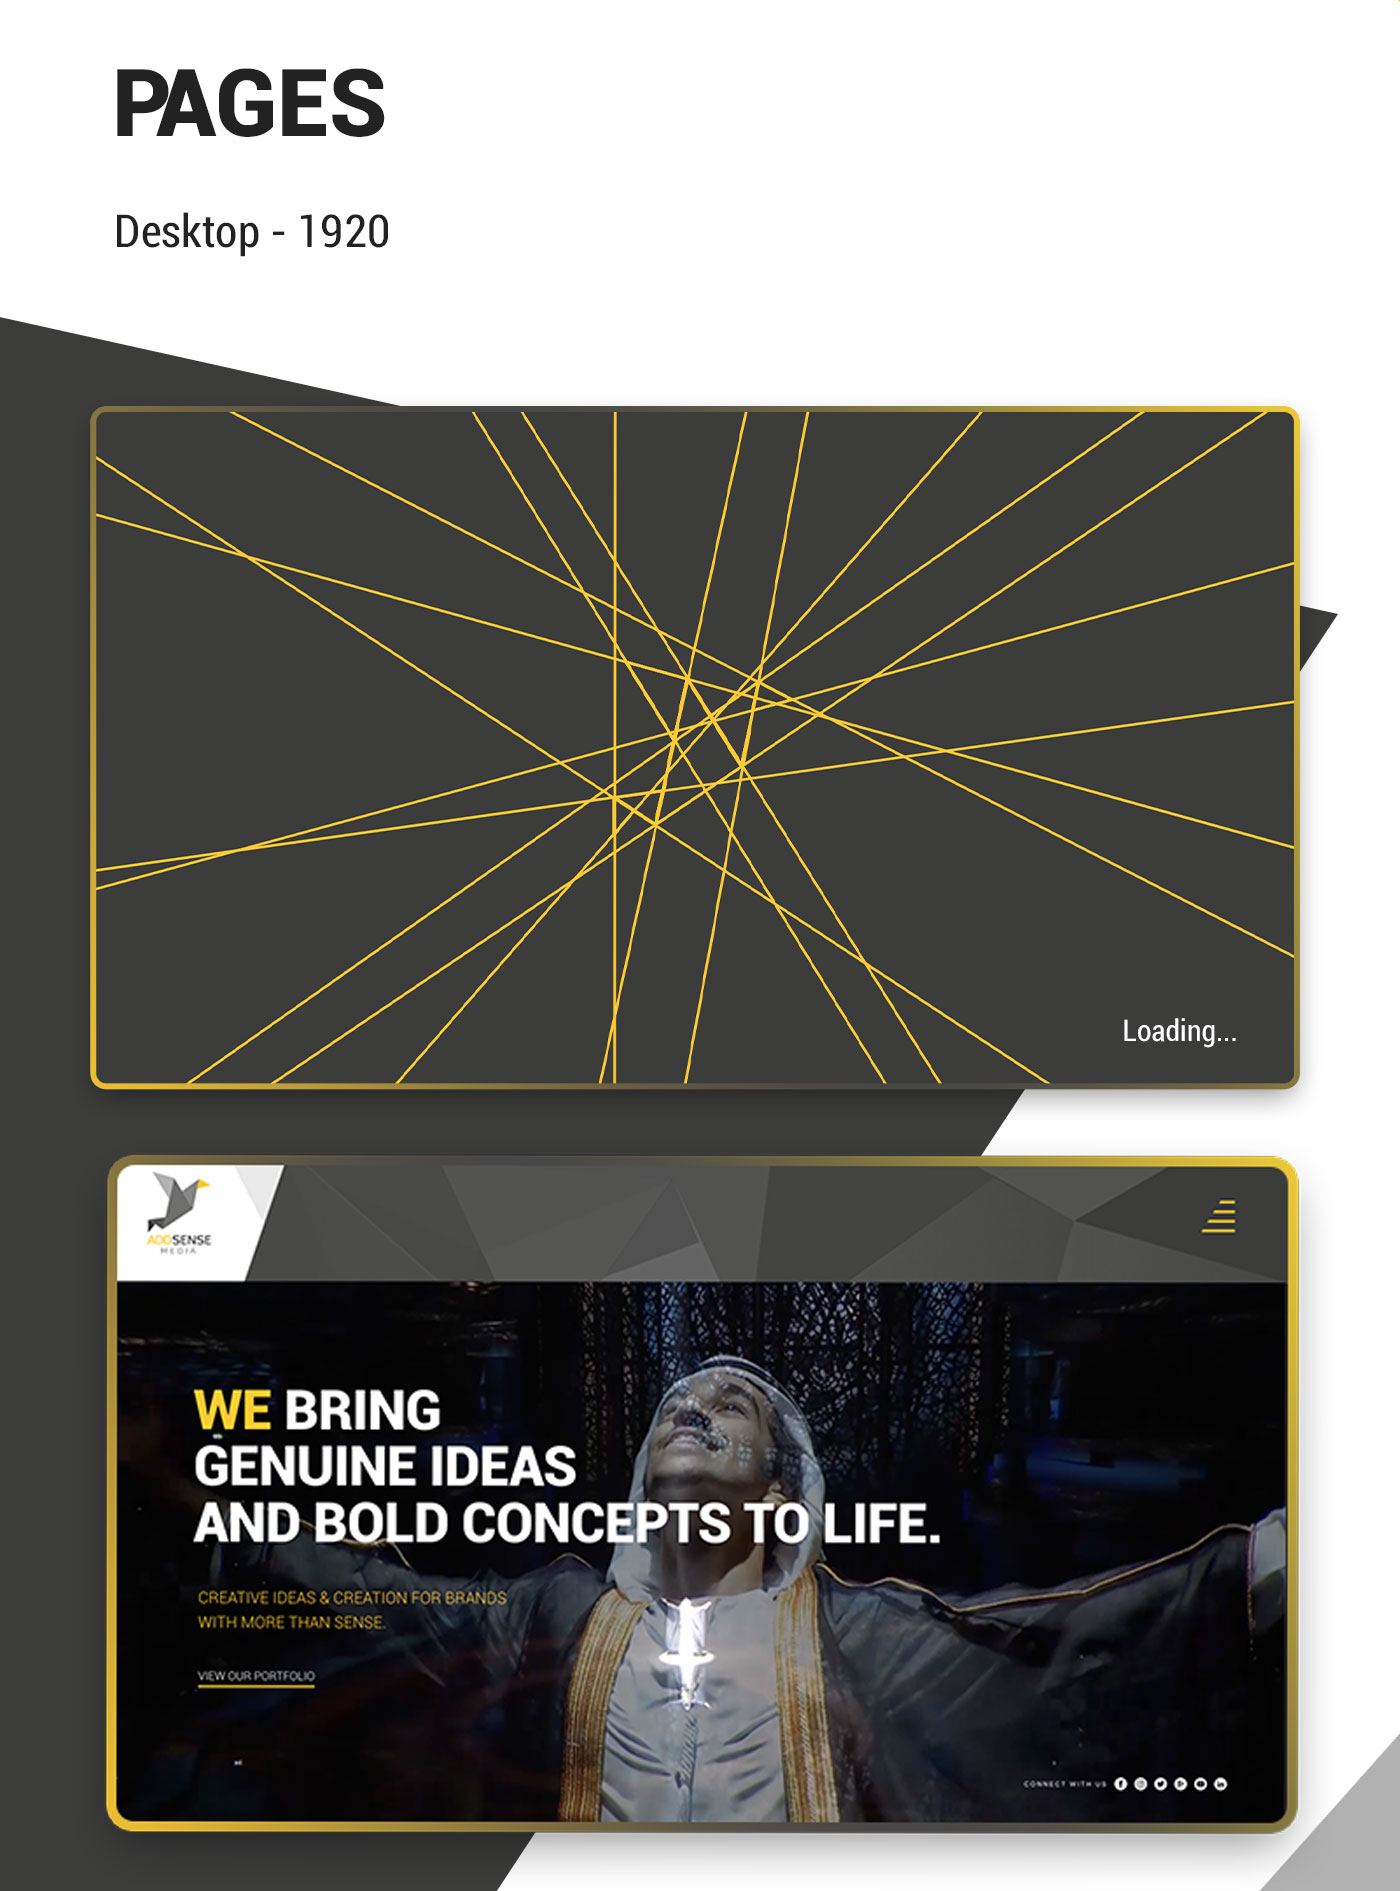 PAGES
Desktop - 1920
Loading...
ADDSENSE
MEDIA
WE BRING
GENUINE IDEAS
AND BOLD CONCEPTS TO LIFE.
CREATIVE IDEAS & CREATION FOR BRANDS
WITH MORE THAN SENSE.
VIEW OUR PORTFOLIO
CONNECT WITH US